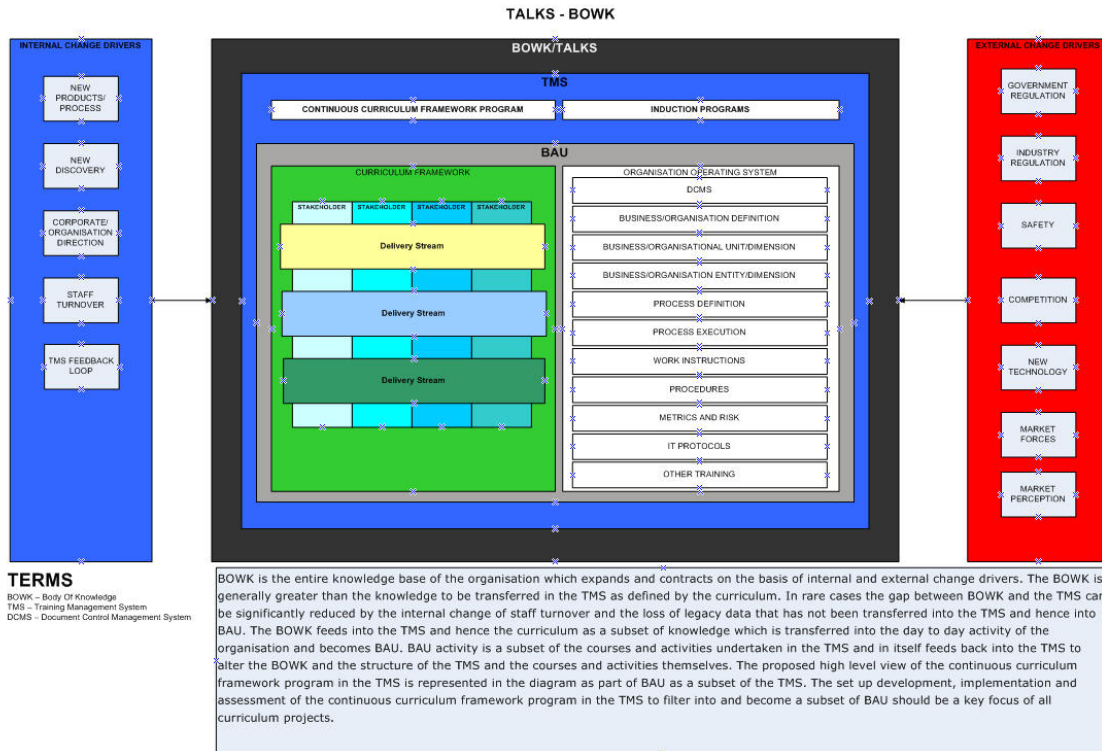 TALKS - BOWK
INTERNAL CHANGE DRIVERS
NEW
PRODUCTS/
PROCESS
NEW
DISCOVERY
CORPORATE/
ORGANISATION
DIRECTION
STAFF
TURNOVER
TMS FEEDBACK
LOOP
BOWK/TALKS
TMS
CONTINUOUS CURRICULUM FRAMEWORK PROGRAM
INDUCTION PROGRAMS
BAU
CURRICULUM FRAMEWORK
STAKEHOLDER STAKEHOLDER STAKEHOLDER STAKEHOLDER
Delivery Stream
Delivery Stream
Delivery Stream
ORGANISATION OPERATING SYSTEM
DCMS
BUSINESS/ORGANISATION DEFINITION
BUSINESS/ORGANISATIONAL UNIT/DIMENSION
BUSINESS/ORGANISATION ENTITY/DIMENSION
PROCESS DEFINITION
PROCESS EXECUTION
WORK INSTRUCTIONS
PROCEDURES
METRICS AND RISK
IT PROTOCOLS
OTHER TRAINING
EXTERNAL CHANGE DRIVERS
GOVERNMENT
REGULATION
INDUSTRY
REGULATION
SAFETY
COMPETITION
NEW
TECHNOLOGY
MARKET
FORCES
MARKET
PERCEPTION
TERMS
BOWK – Body Of Knowledge
TMS – Training Management System
DCMS – Document Control Management System
BOWK is the entire knowledge base of the organisation which expands and contracts on the basis of internal and external change drivers. The BOWK is
generally greater than the knowledge to be transferred in the TMS as defined by the curriculum. In rare cases the gap between BOWK and the TMS can
be significantly reduced by the internal change of staff turnover and the loss of legacy data that has not been transferred into the TMS and hence into
BAU. The BOWK feeds into the TMS and hence the curriculum as a subset of knowledge which is transferred into the day to day activity of the
organisation and becomes BAU. BAU activity is a subset of the courses and activities undertaken in the TMS and in itself feeds back into the TMS to
alter the BOWK and the structure of the TMS and the courses and activities themselves. The proposed high level view of the continuous curriculum
framework program in the TMS is represented in the diagram as part of BAU as a subset of the TMS. The set up development, implementation and
assessment of the continuous curriculum framework program in the TMS to filter into and become a subset of BAU should be a key focus of all
curriculum projects.